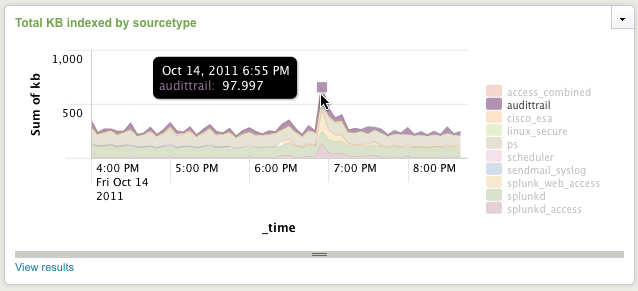 Total KB indexed by sourcetype
Sum of kb
1,000
500
Oct 14, 2011 6:55 PM
audittrail: 97.997
4:00 PM
Fri Oct 14
2011
5:00 PM
6:00 PM
7:00 PM
8:00 PM
_time
access_combined
audittrail
cisco_esa
linux_secure
ps
scheduler
sendmail_syslog
splunk_web_access
splunkd
splunkd_access
View results